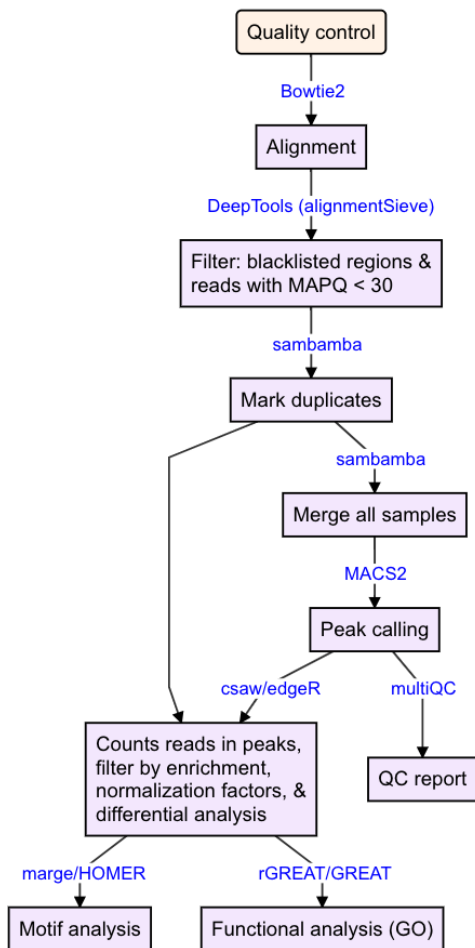 Quality control
Bowtie2
Alignment
DeepTools (alignmentSieve)
Filter: blacklisted regions &
reads with MAPQ < 30
sambamba
Mark duplicates
sambamba
Merge all samples
MACS2
Peak calling
csaw/edgeR
multiQC
Counts reads in peaks,
filter by enrichment,
normalization factors, &
differential analysis
QC report
marge/HOMER
rGREAT/GREAT
Motif analysis
Functional analysis (GO)